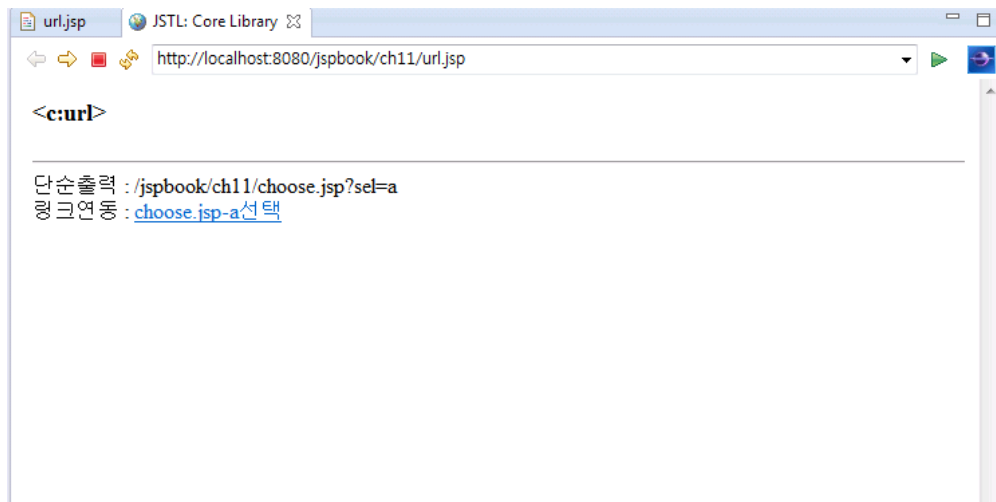 url.jsp
JSTL: Core Library
http://localhost:8080/jspbook/ch11/url.jsp
<c:url>
단순출력 : /jspbook/ch11/choose.jsp?sel=a
링크연동 : choose.jsp-a선택